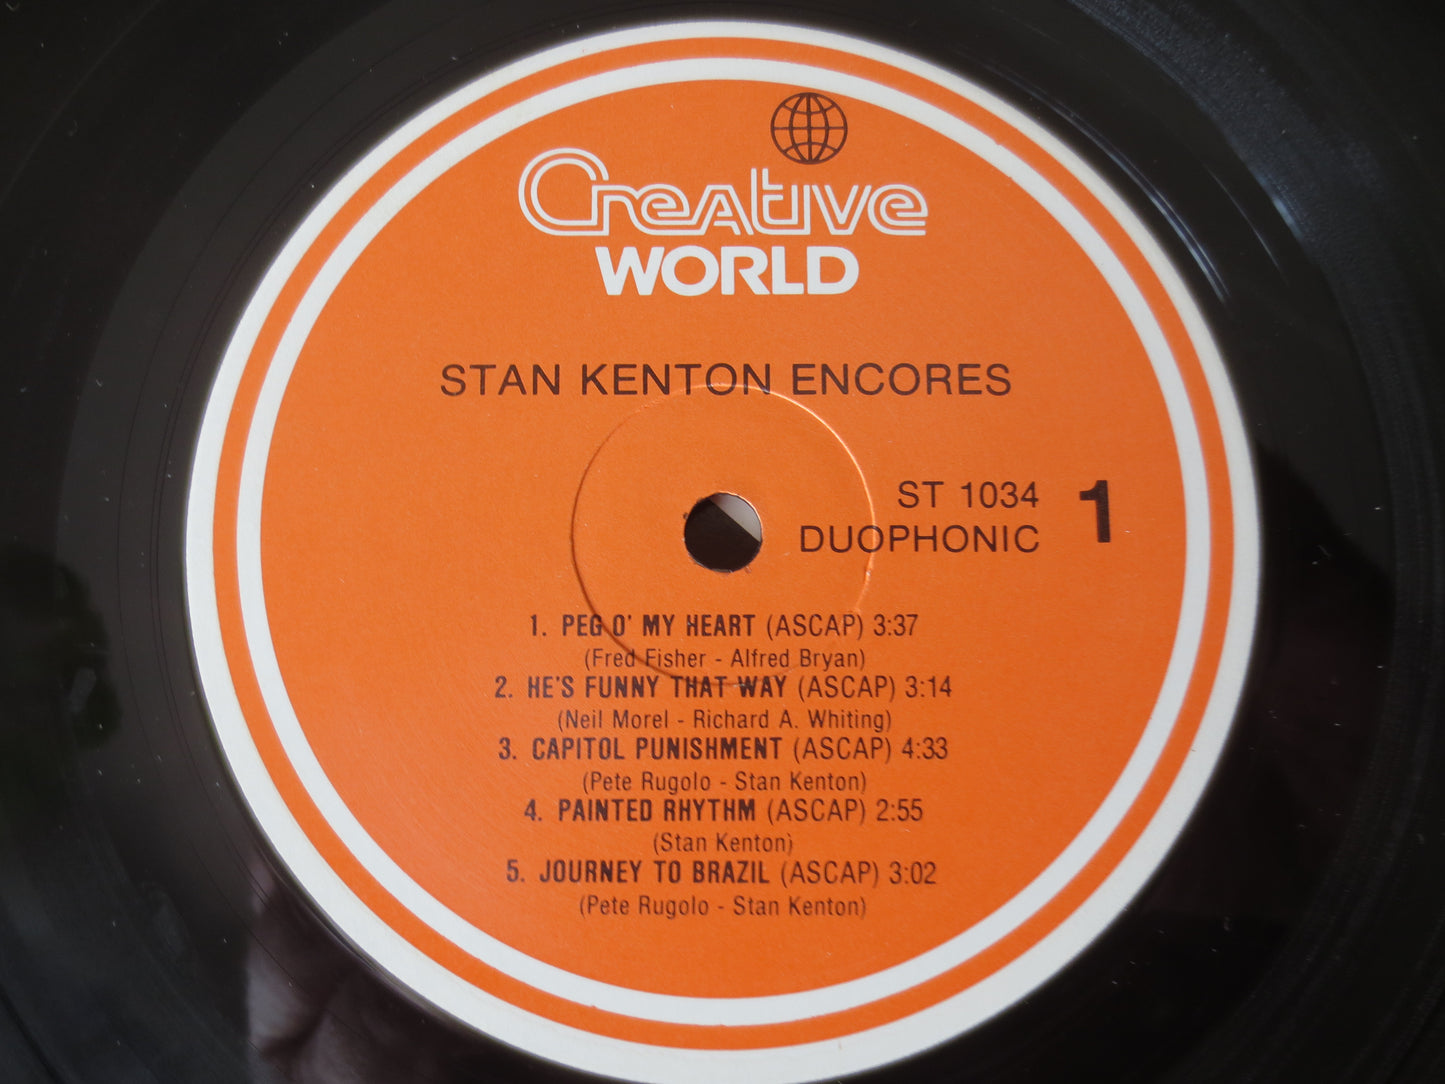 Creative
WORLD
STAN KENTON ENCORES
ST 1034
DUOPHONIC
1
1. PEG O' MY HEART (ASCAP) 3:37
(Fred Fisher - Alfred Bryan)
2. HE'S FUNNY THAT WAY (ASCAP) 3:14
(Neil Morel - Richard A. Whiting)
3. CAPITOL PUNISHMENT (ASCAP) 4:33
(Pete Rugolo - Stan Kenton)
4. PAINTED RHYTHM (ASCAP) 2:55
(Stan Kenton)
5. JOURNEY TO BRAZIL (ASCAP) 3:02
(Pete Rugolo - Stan Kenton)